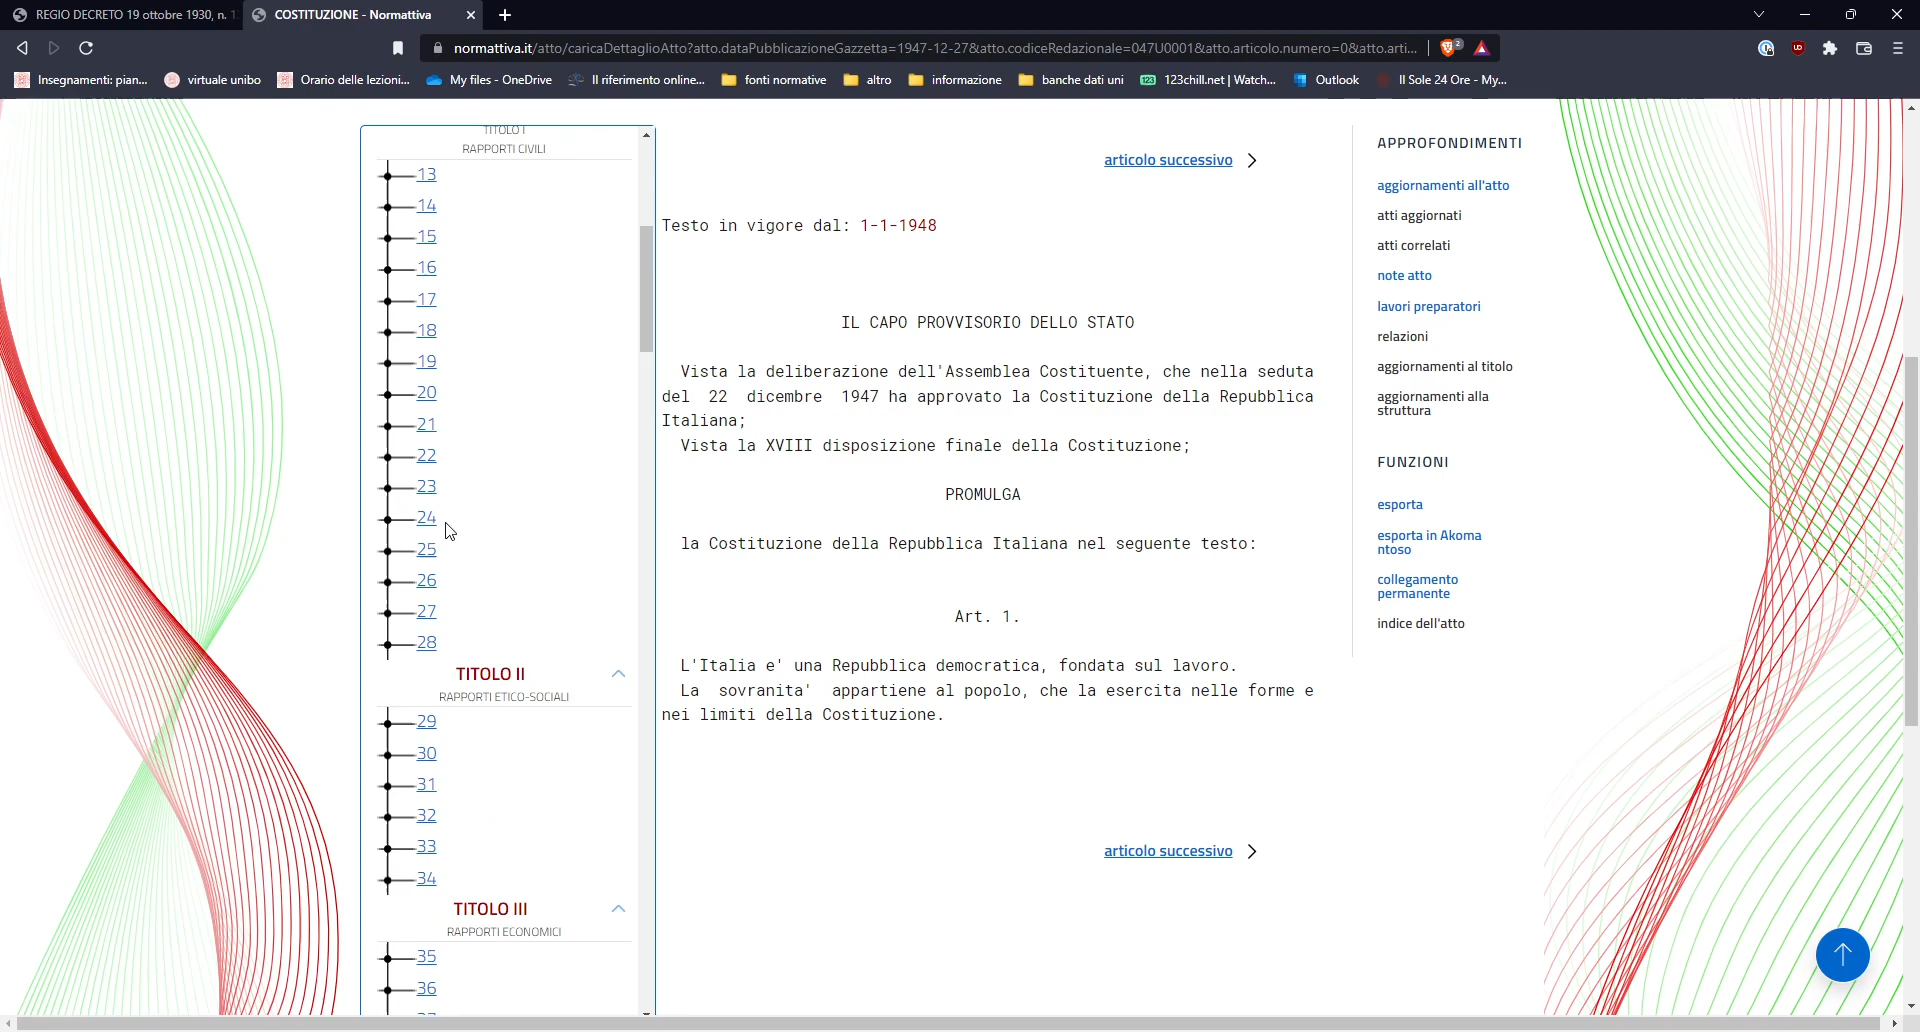 REGIO DECRETO 19 ottobre 1930, n. 1
COSTITUZIONE - Normattiva
normattiva.it/atto/caricaDettaglioAtto?atto.dataPubblicazioneGazzetta=1947-12-27&atto.codiceRedazionale=047U0001&atto.articolo.numero=0&atto.arti...
2
Insegnamenti: pian...
virtuale unibo
Orario delle lezioni...
My files - OneDrive
Il riferimento online...
fonti normative
altro
informazione
banche dati uni
123
123chill.net | Watch...
Outlook
Il Sole 24 Ore - My...
TITOLO I
RAPPORTI CIVILI
13
14
15
16
17
18
19
20
21
22
23
24
25
26
27
28
TITOLO II
RAPPORTI ETICO-SOCIALI
29
30
31
32
33
34
TITOLO III
RAPPORTI ECONOMICI
35
36
37
articolo successivo
Testo in vigore dal: 1-1-1948
IL CAPO PROVVISORIO DELLO STATO
Vista la deliberazione dell'Assemblea Costituente, che nella seduta
del 22 dicembre 1947 ha approvato la Costituzione della Repubblica
Italiana;
Vista la XVIII disposizione finale della Costituzione;
PROMULGA
la Costituzione della Repubblica Italiana nel seguente testo:
Art. 1.
L'Italia e' una Repubblica democratica, fondata sul lavoro.
La sovranita' appartiene al popolo, che la esercita nelle forme e
nei limiti della Costituzione.
articolo successivo
APPROFONDIMENTI
aggiornamenti all'atto
atti aggiornati
atti correlati
note atto
lavori preparatori
relazioni
aggiornamenti al titolo
aggiornamenti alla
struttura
FUNZIONI
esporta
esporta in Akoma
ntoso
collegamento
permanente
indice dell'atto